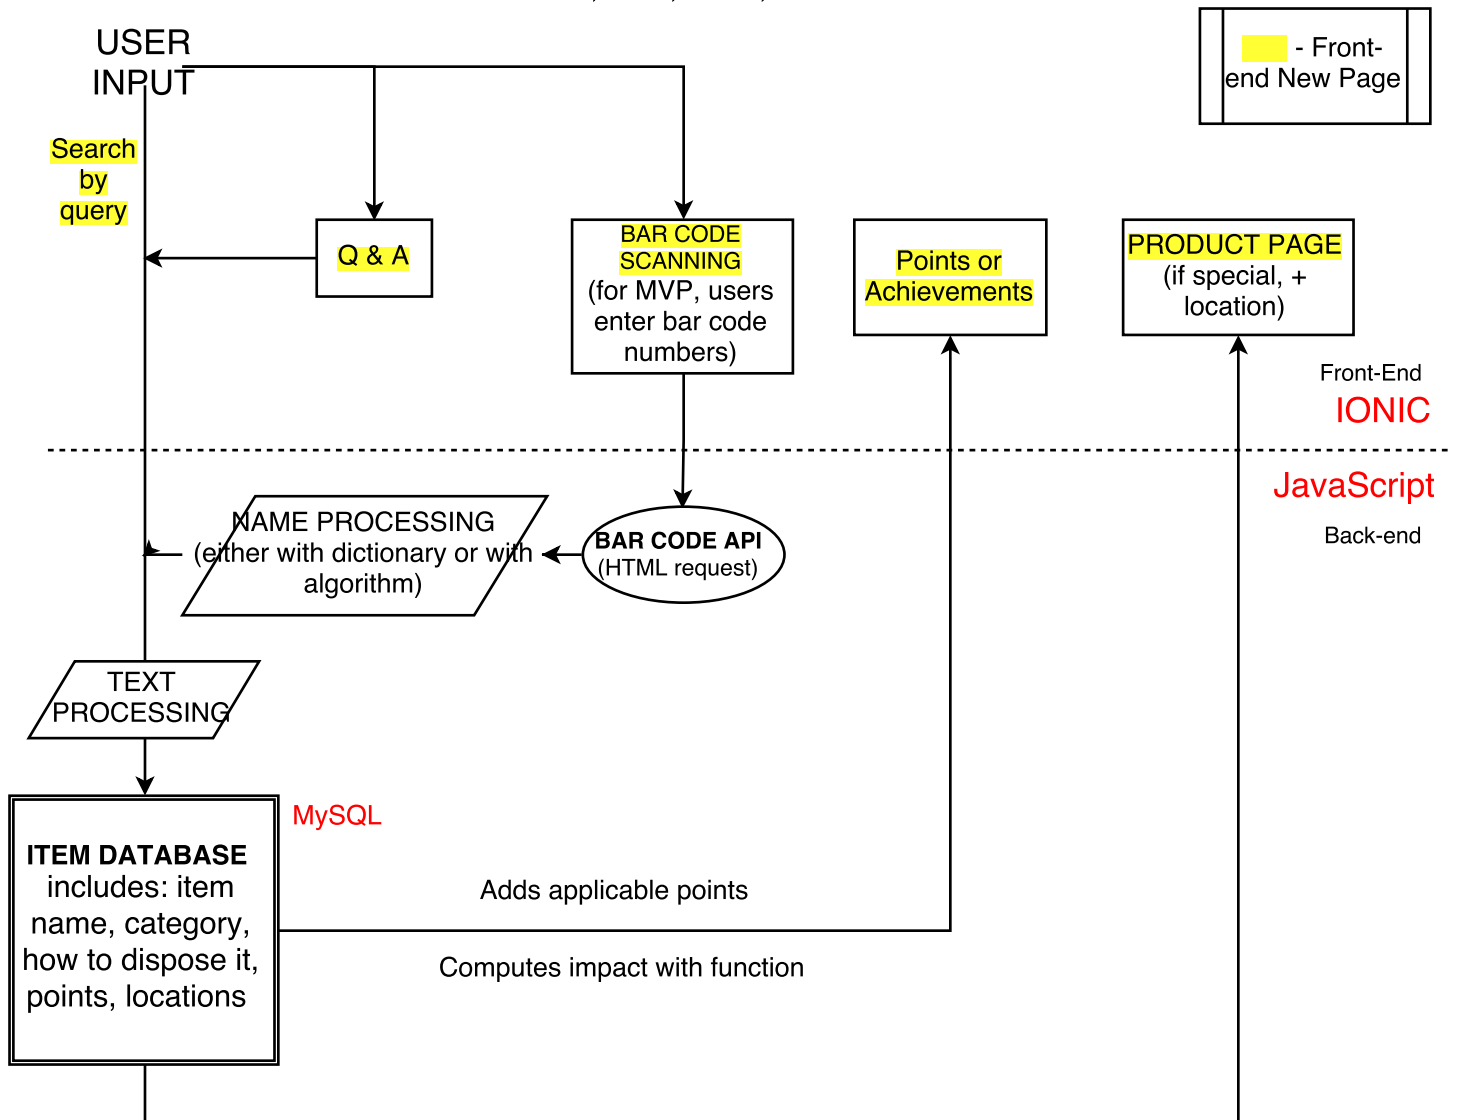 USER
INPUT
- Front-
end New Page
Search
by
query
Q & A
BAR CODE
SCANNING
(for MVP, users
enter bar code
numbers)
Points or
Achievements
PRODUCT PAGE
(if special, +
location)
Front-End
IONIC
JavaScript
Back-end
NAME PROCESSING
(either with dictionary or with
algorithm)
BAR CODE API
(HTML request)
TEXT
PROCESSING
MySQL
ITEM DATABASE
includes: item
name, category,
how to dispose it,
points, locations
Adds applicable points
Computes impact with function